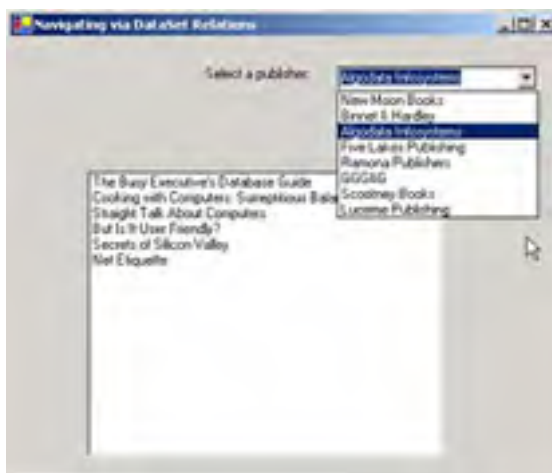 Navigating via DataSet Relations
Select a publisher:
Algodata Infosystems
New Moon Books
Binnet & Hardley
Algodata Infosystems
Five Lakes Publishing
Ramona Publishers
GGG&G
Scootney Books
Lucerne Publishing
The Busy Executive's Database Guide
Cooking with Computers: Surreptitious Bala
Straight Talk About Computers
But Is It User Friendly?
Secrets of Silicon Valley
Net Etiquette